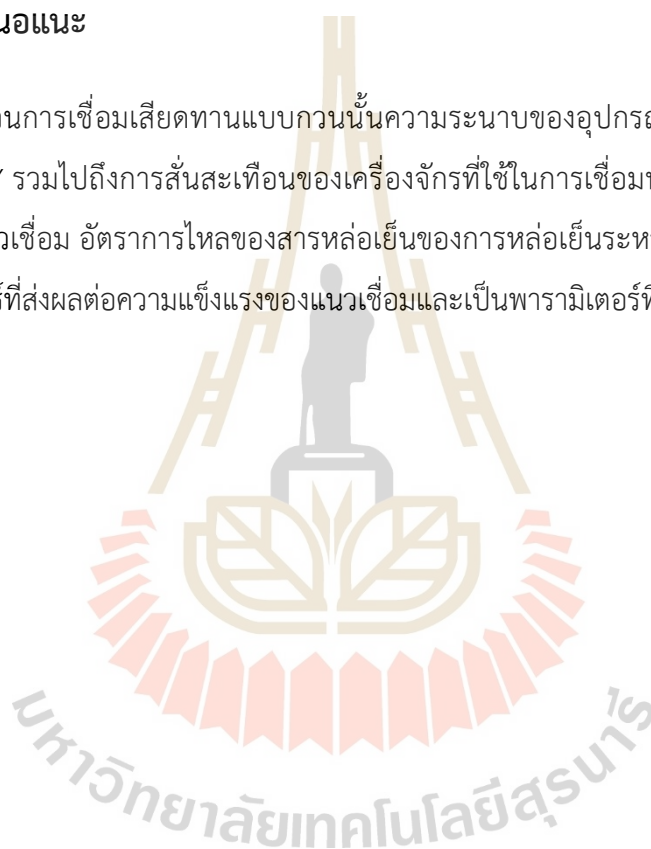 นอแนะ
วนการเชื่อมเสียดทานแบบกวนนั้นความระนาบของอุปกรณ
รวมไปถึงการสั่นสะเทือนของเครื่องจักรที่ใช้ในการเชื่อม
วเชื่อม อัตราการไหลของสารหล่อเย็นของการหล่อเย็นระห
ร์ที่ส่งผลต่อความแข็งแรงของแนวเชื่อมและเป็นพารามิเตอร์ที
มหาวิทยาลัยเทคโนโลยีสุรนารี